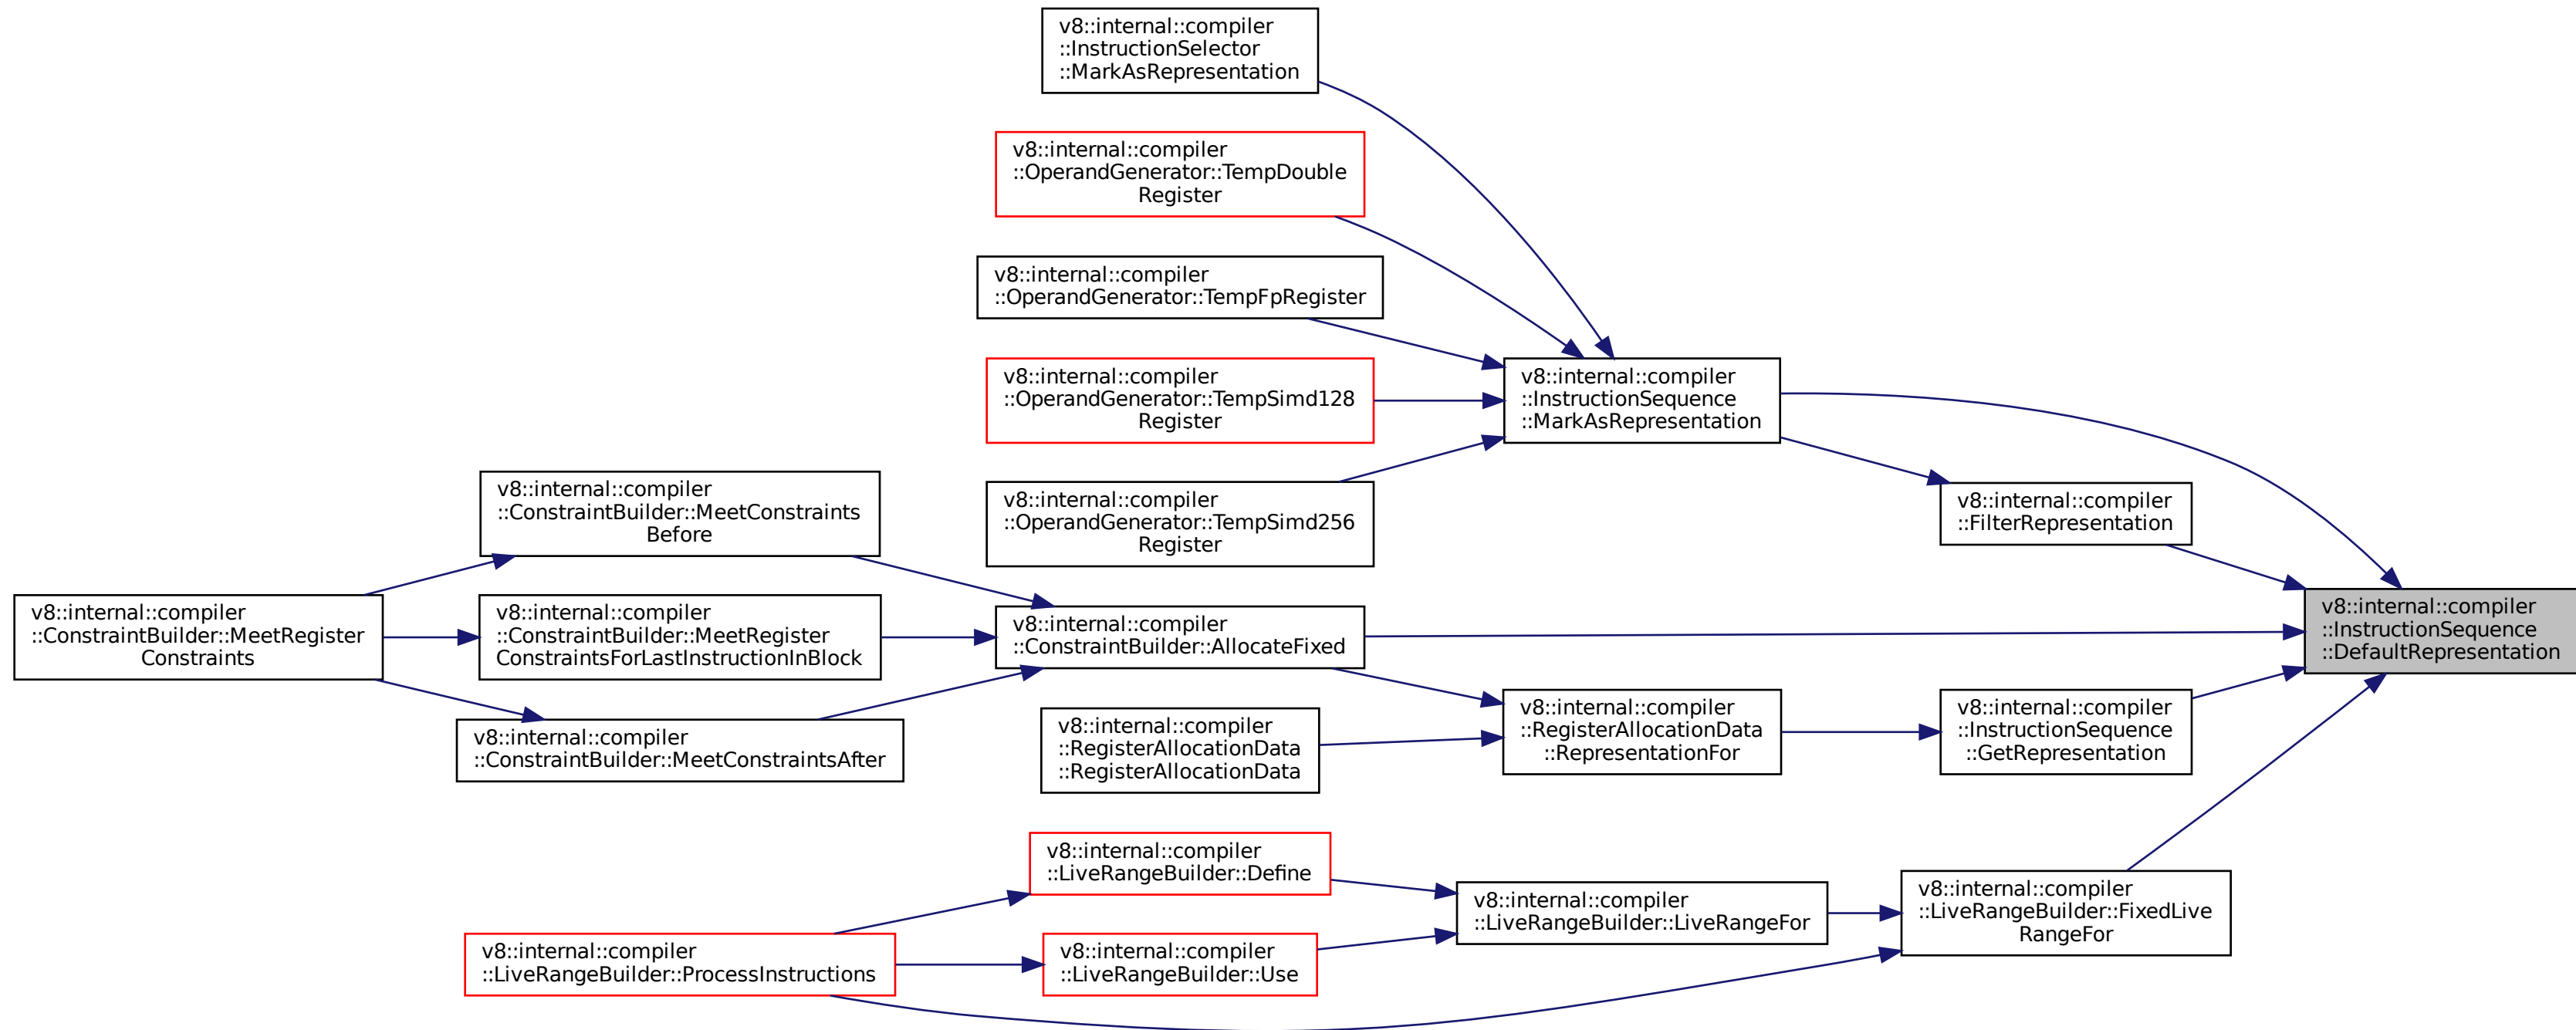 v8::internal::compiler
::InstructionSelector
::MarkAsRepresentation
v8::internal::compiler
::OperandGenerator::TempDouble
Register
v8::internal::compiler
::OperandGenerator::TempFpRegister
v8::internal::compiler
::OperandGenerator::TempSimd128
Register
v8::internal::compiler
::InstructionSequence
::MarkAsRepresentation
v8::internal::compiler
::ConstraintBuilder::MeetConstraints
Before
v8::internal::compiler
::OperandGenerator::TempSimd256
Register
v8::internal::compiler
::FilterRepresentation
v8::internal::compiler
::ConstraintBuilder::MeetRegister
Constraints
v8::internal::compiler
::ConstraintBuilder::MeetRegister
ConstraintsForLastInstructionInBlock
v8::internal::compiler
::ConstraintBuilder::AllocateFixed
v8::internal::compiler
::InstructionSequence
::DefaultRepresentation
v8::internal::compiler
::ConstraintBuilder::MeetConstraintsAfter
v8::internal::compiler
::RegisterAllocationData
::RegisterAllocationData
v8::internal::compiler
::RegisterAllocationData
::RepresentationFor
v8::internal::compiler
::InstructionSequence
::GetRepresentation
v8::internal::compiler
::LiveRangeBuilder::Define
v8::internal::compiler
::LiveRangeBuilder::LiveRangeFor
v8::internal::compiler
::LiveRangeBuilder::FixedLive
RangeFor
v8::internal::compiler
::LiveRangeBuilder::ProcessInstructions
v8::internal::compiler
::LiveRangeBuilder::Use